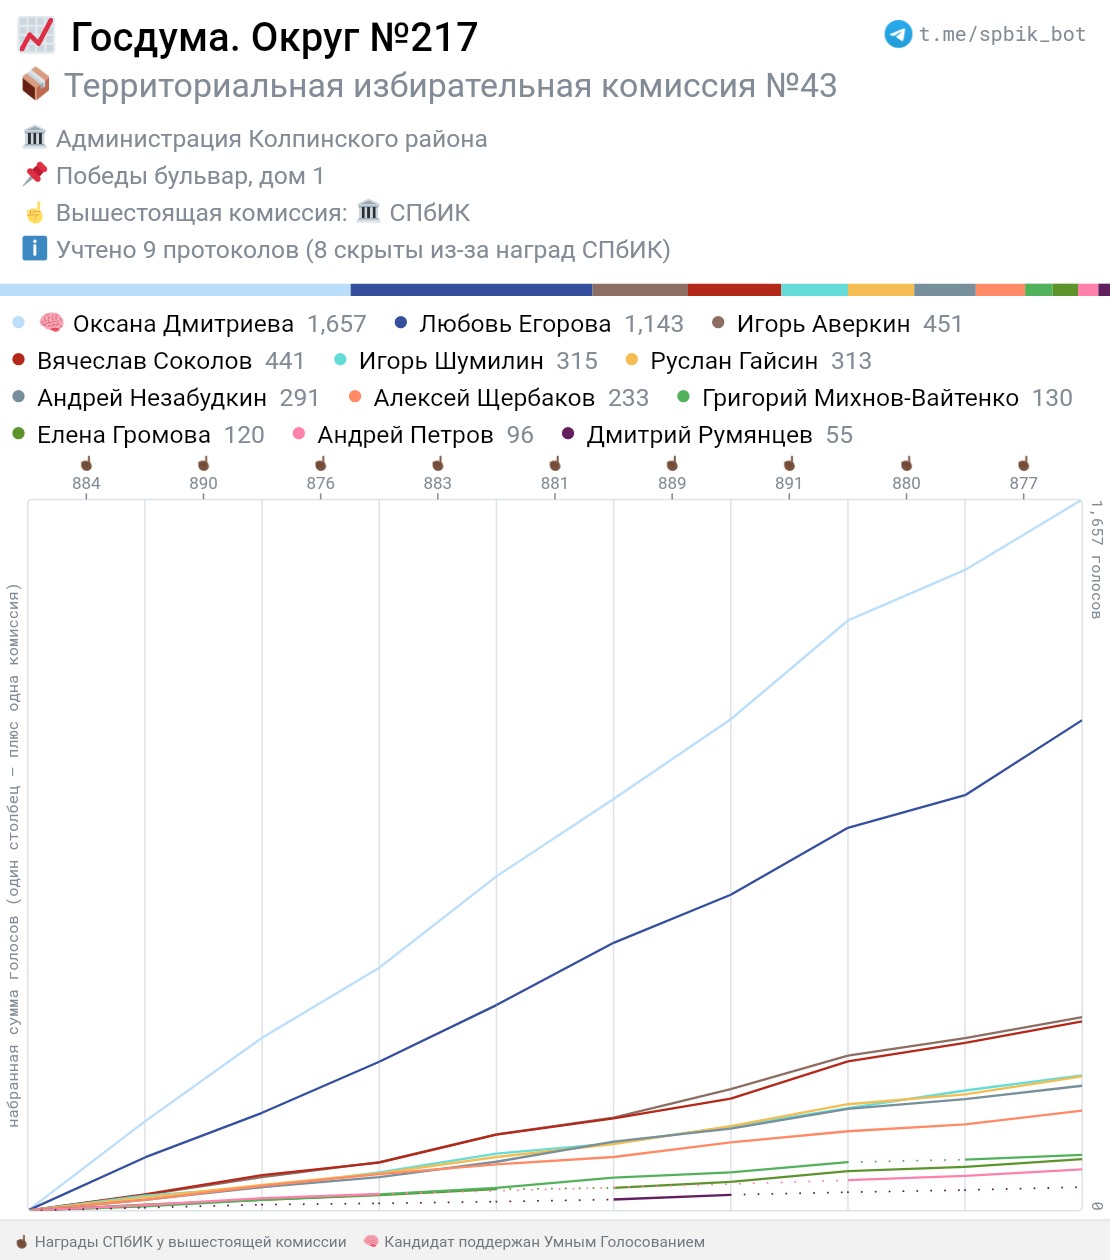 Госдума. Округ №217
t.me/spbik_bot
Территориальная избирательная комиссия №43
Администрация Колпинского района
Победы бульвар, дом 1
Вышестоящая комиссия: СПбИК
Учтено 9 протоколов (8 скрыты из-за наград СПбИК)
Оксана Дмитриева 1,657 Любовь Егорова 1,143 Игорь Аверкин 451
Вячеслав Соколов 441 Игорь Шумилин 315 Руслан Гайсин 313
Андрей Незабудкин 291 Алексей Щербаков 233 Григорий Михнов-Вайтенко 130
Елена Громова 120 Андрей Петров 96 Дмитрий Румянцев 55
884 890 876 883 881 889 891 880 877
1,657 голосов
набранная сумма голосов (один столбец – плюс одна комиссия)
0
Награды СПбИК у вышестоящей комиссии Кандидат поддержан Умным Голосованием